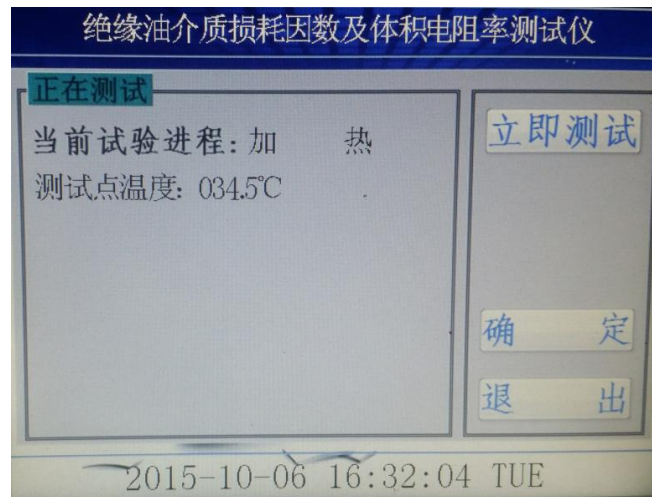 绝缘油介质损耗因数及体积电阻率测试仪
正在测试
当前试验进程: 加 热
测试点温度: 034.5℃
立即测试
确 定
退 出
2015-10-06 16:32:04 TUE